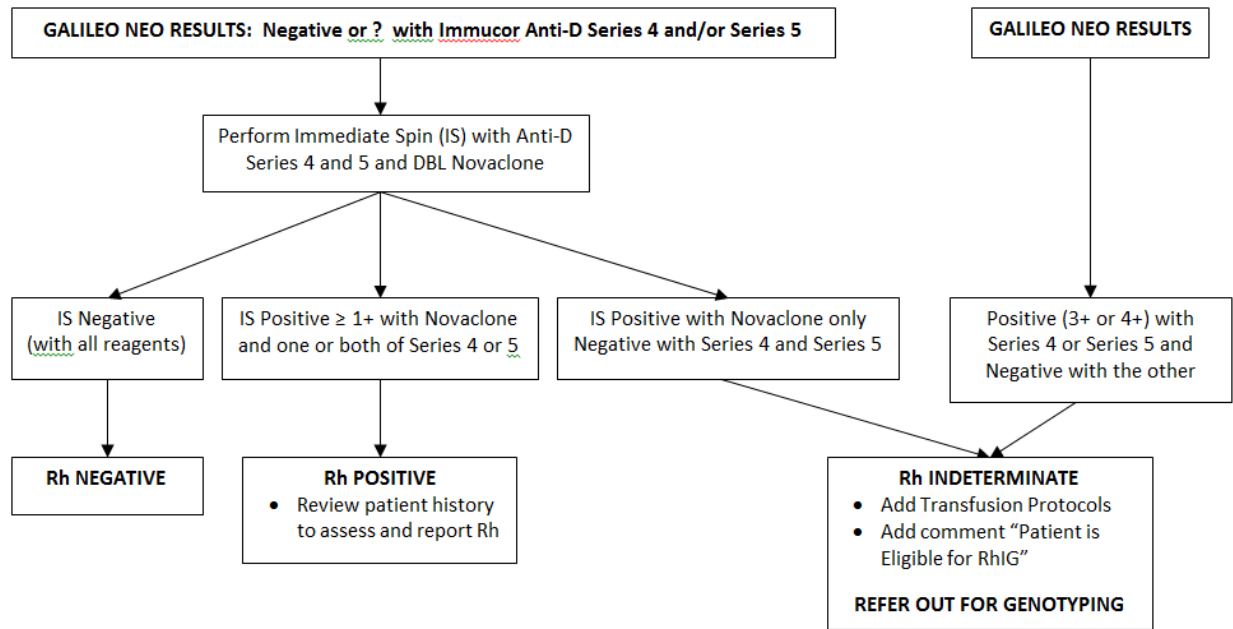 GALILEO NEO RESULTS: Negative or ? with Immucor Anti-D Series 4 and/or Series 5
GALILEO NEO RESULTS
Perform Immediate Spin (IS) with Anti-D
Series 4 and 5 and DBL Novaclone
IS Negative
(with all reagents)
IS Positive ≥ 1+ with Novaclone
and one or both of Series 4 or 5
IS Positive with Novaclone only
Negative with Series 4 and Series 5
Positive (3+ or 4+) with
Series 4 or Series 5 and
Negative with the other
Rh NEGATIVE
Rh POSITIVE
• Review patient history
to assess and report Rh
Rh INDETERMINATE
• Add Transfusion Protocols
• Add comment “Patient is
Eligible for RhIG”
REFER OUT FOR GENOTYPING